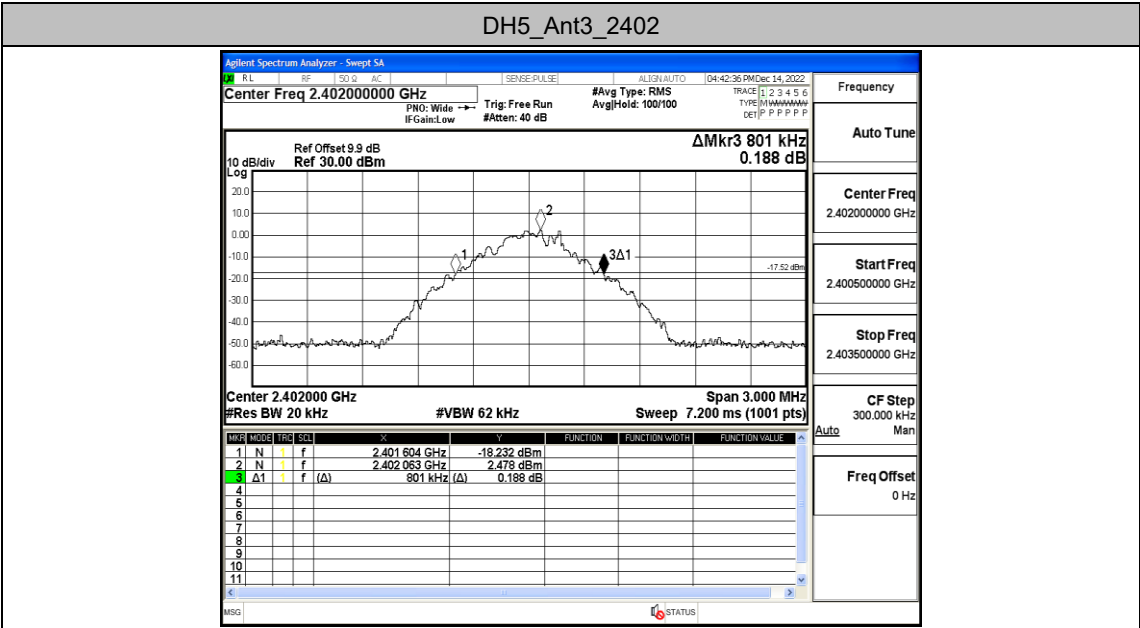 DH5_Ant3_2402
Agilent Spectrum Analyzer - Swept SA
LXI RL RF 50 Ω AC SENSE:PULSE ALIGN AUTO 04:42:36 PM Dec 14, 2022
Center Freq 2.402000000 GHz #Avg Type: RMS TRACE 1 2 3 4 5 6
PNO: Wide Trig: Free Run Avg|Hold: 100/100 TYPE MWWWWW
IFGain:Low #Atten: 40 dB DET P P P P P P
Frequency
Auto Tune
ΔMkr3 801 kHz
0.188 dB
Ref Offset 9.9 dB
10 dB/div Ref 30.00 dBm
Log
20.0
10.0
0.00
-10.0
-20.0
-30.0
-40.0
-50.0
-60.0
1
2
3Δ1
-17.52 dBm
Center 2.402000 GHz Span 3.000 MHz
#Res BW 20 kHz #VBW 62 kHz Sweep 7.200 ms (1001 pts)
MKR MODE TRC SCL X Y FUNCTION FUNCTION WIDTH FUNCTION VALUE
1 N 1 f 2.401 604 GHz -18.232 dBm
2 N 1 f 2.402 063 GHz 2.478 dBm
3 Δ1 1 f (Δ) 801 kHz (Δ) 0.188 dB
4
5
6
7
8
9
10
11
MSG STATUS
Center Freq
2.402000000 GHz
Start Freq
2.400500000 GHz
Stop Freq
2.403500000 GHz
CF Step
300.000 kHz
Auto Man
Freq Offset
0 Hz